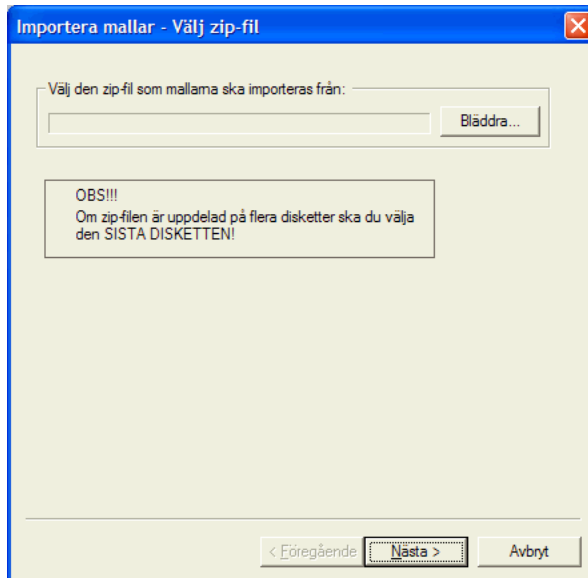 Importera mallar - Välj zip-fil
Välj den zip-fil som mallarna ska importeras från:
Bläddra...
OBS!!!
Om zip-filen är uppdelad på flera disketter ska du välja
den SISTA DISKETTEN!
< Föregående
Nästa >
Avbryt